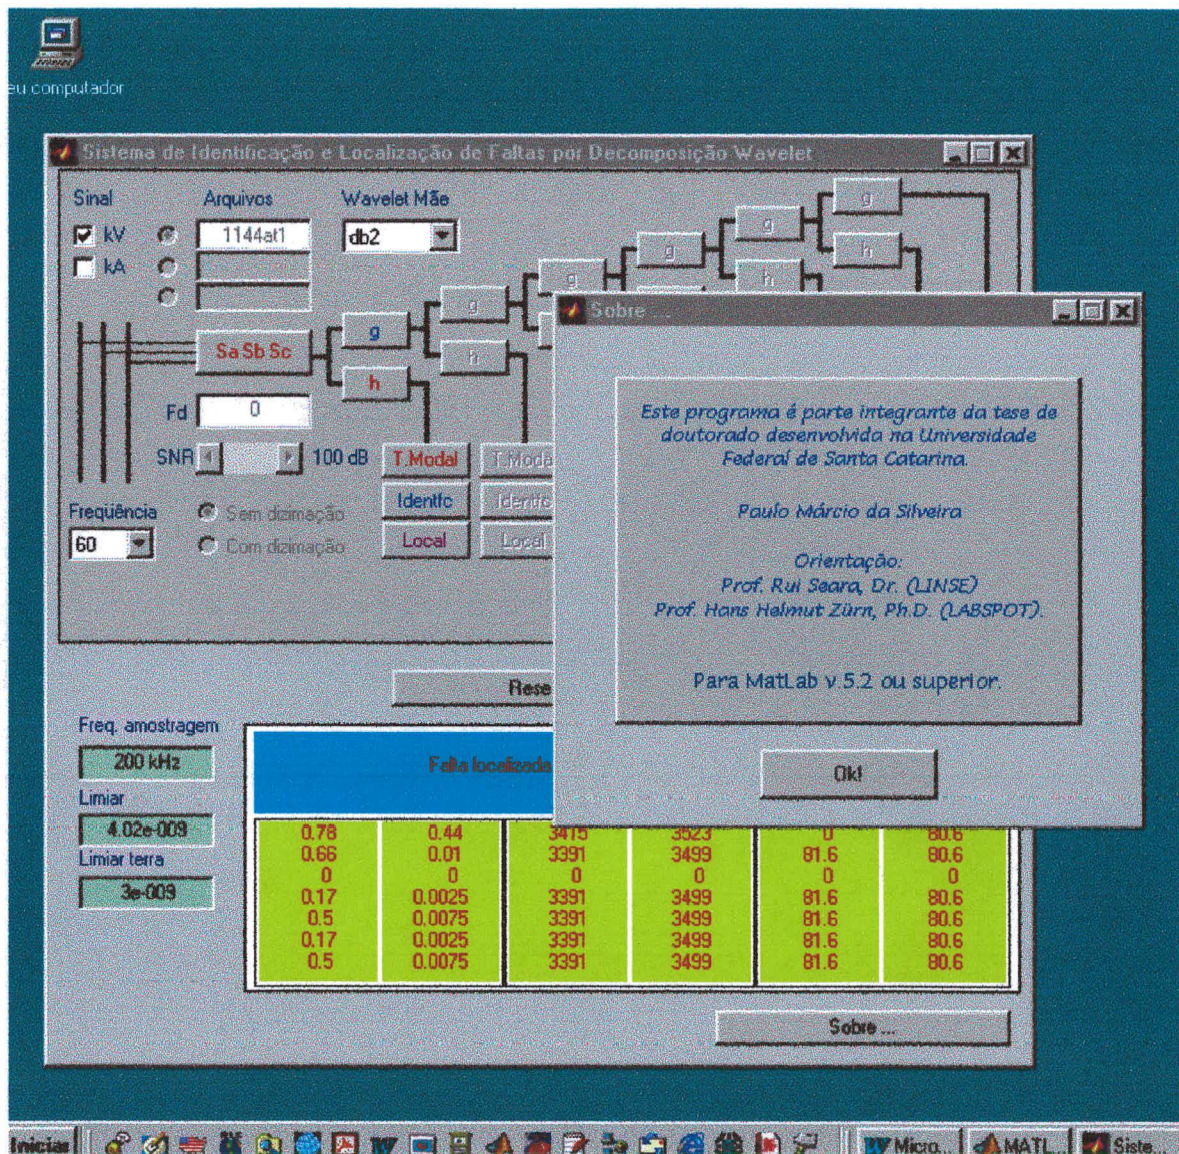 eu computador
Sistema de Identificação e Localização de Faltas por Decomposição Wavelet
Sinal
Arquivos
Wavelet Mãe
kV
1144at1
db2
kA
g
g
g
g
g
g
h
h
h
h
Sa Sb Sc
Fd
0
SNR
100 dB
T.Modal
T.Moda
Identfc
Identfc
Local
Local
Freqüência
60
Sem dizimação
Com dizimação
Sobre ...
Este programa é parte integrante da tese de
doutorado desenvolvida na Universidade
Federal de Santa Catarina.
Paulo Márcio da Silveira
Orientação:
Prof. Rui Seara, Dr. (LINSE)
Prof. Hans Helmut Zürn, Ph.D. (LABSPOT).
Para MatLab v.5.2 ou superior.
Ok!
Rese
Freq. amostragem
200 kHz
Limiar
4.02e-009
Limiar terra
3e-009
Falta localizada
0.78 0.44 3415 3523 0 80.6
0.66 0.01 3391 3499 81.6 80.6
0 0 0 0 0 0
0.17 0.0025 3391 3499 81.6 80.6
0.5 0.0075 3391 3499 81.6 80.6
0.17 0.0025 3391 3499 81.6 80.6
0.5 0.0075 3391 3499 81.6 80.6
Sobre ...
Iniciar
Micro...
MATL...
Siste...